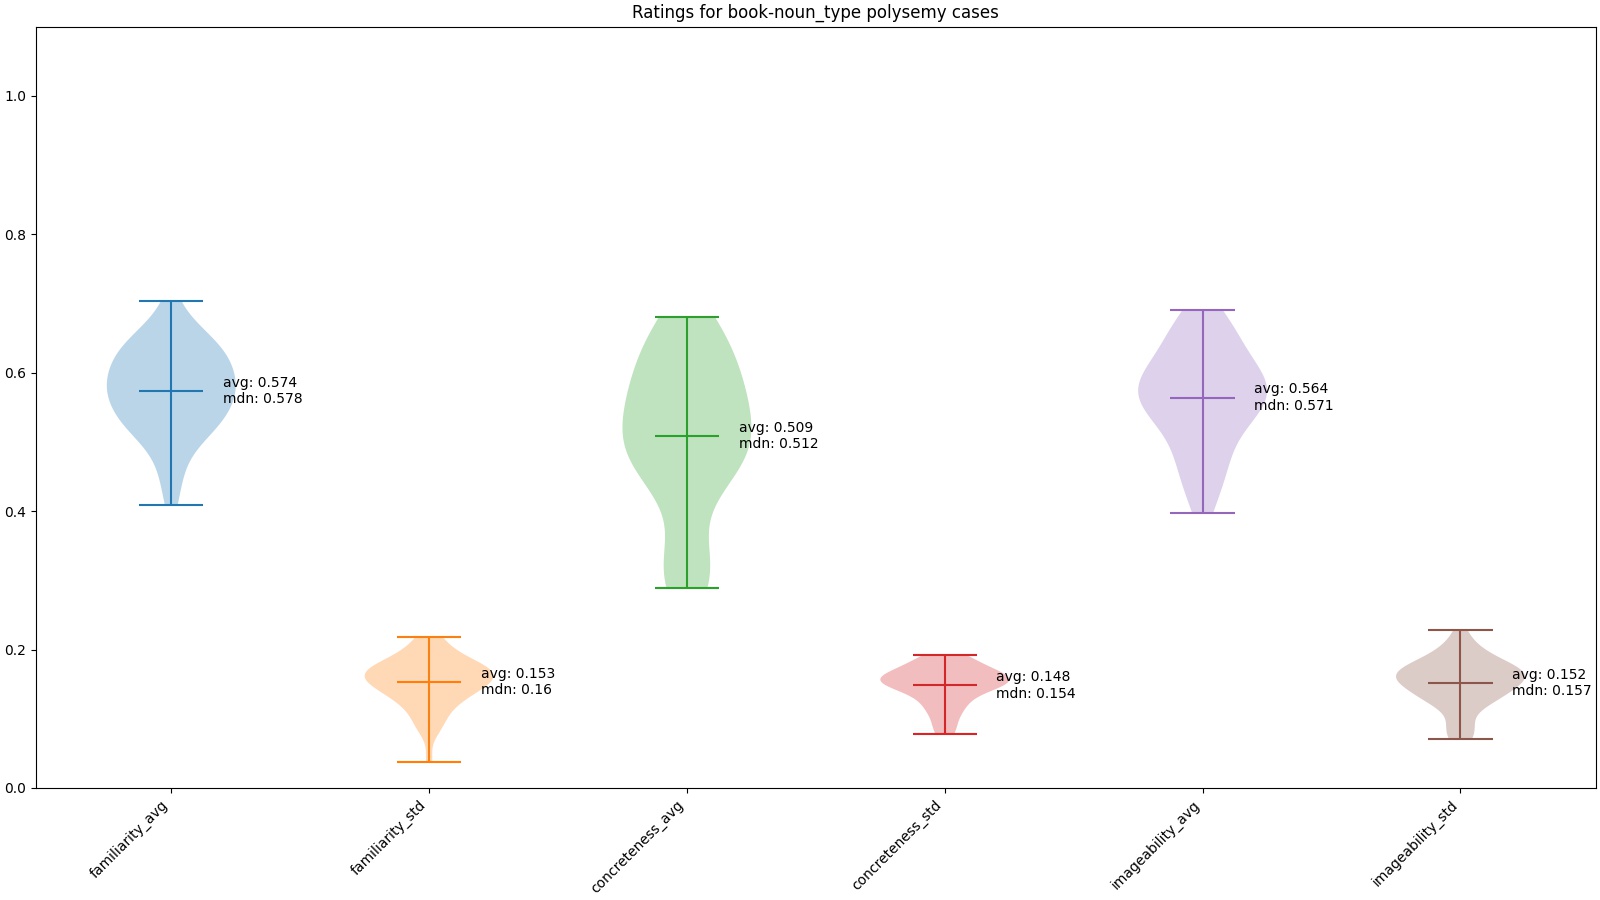 Ratings for book-noun_type polysemy cases
1.0
0.8
0.6
0.4
0.2
0.0
avg: 0.574
mdn: 0.578
avg: 0.153
mdn: 0.16
avg: 0.509
mdn: 0.512
avg: 0.148
mdn: 0.154
avg: 0.564
mdn: 0.571
avg: 0.152
mdn: 0.157
familiarity_avg
familiarity_std
concreteness_avg
concreteness_std
imageability_avg
imageability_std